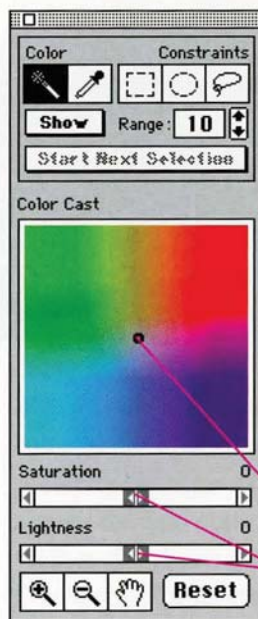 Color Constraints
Show Range: 10
Start Next Selection
Color Cast
Saturation 0
Lightness 0
Reset